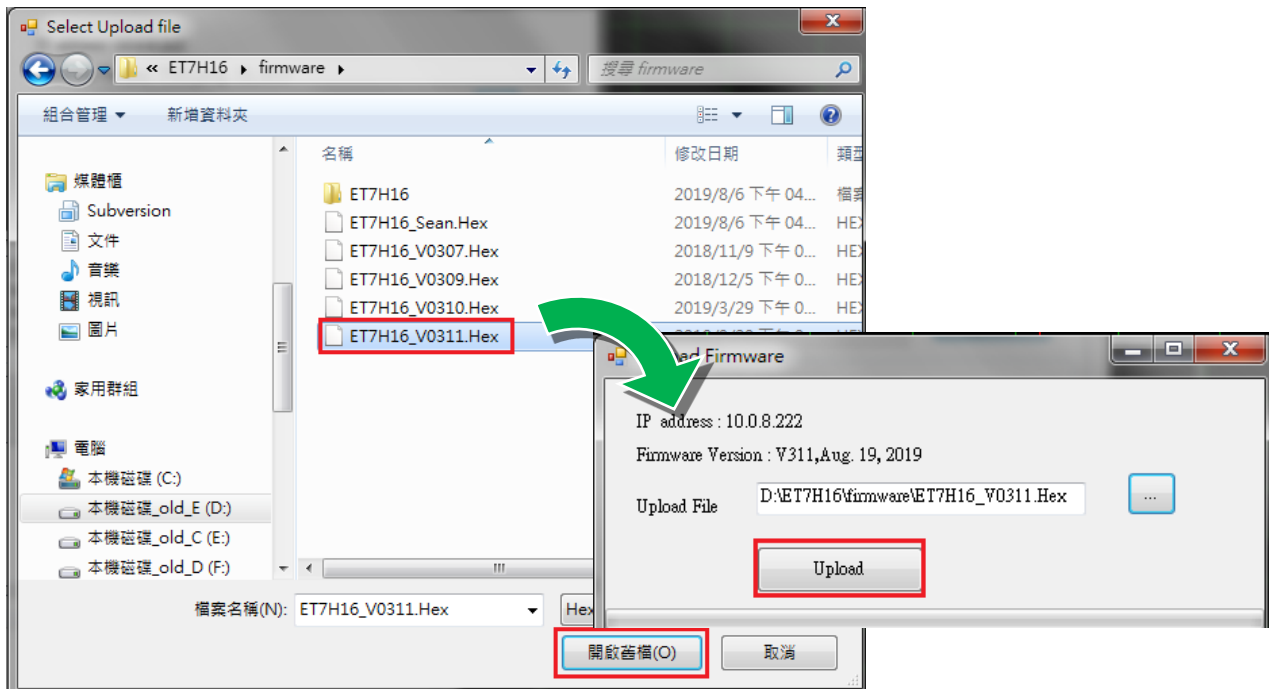 Select Upload file
« ET7H16 ▸ firmware ▸
搜尋 firmware
組合管理 ▼ 新增資料夾
名稱 修改日期
媒體櫃
Subversion
文件
音樂
視訊
圖片
家用群組
電腦
本機磁碟 (C:)
本機磁碟_old_E (D:)
本機磁碟_old_C (E:)
本機磁碟_old_D (F:)
ET7H16 2019/8/6 下午 04...
ET7H16_Sean.Hex 2019/8/6 下午 04... HEX
ET7H16_V0307.Hex 2018/11/9 下午 0... HEX
ET7H16_V0309.Hex 2018/12/5 下午 0... HEX
ET7H16_V0310.Hex 2019/3/29 下午 0... HEX
ET7H16_V0311.Hex
檔案名稱(N): ET7H16_V0311.Hex Hex
開啟舊檔(O) 取消
Firmware
IP address : 10.0.8.222
Firmware Version : V311,Aug. 19, 2019
Upload File D:\ET7H16\firmware\ET7H16_V0311.Hex ...
Upload